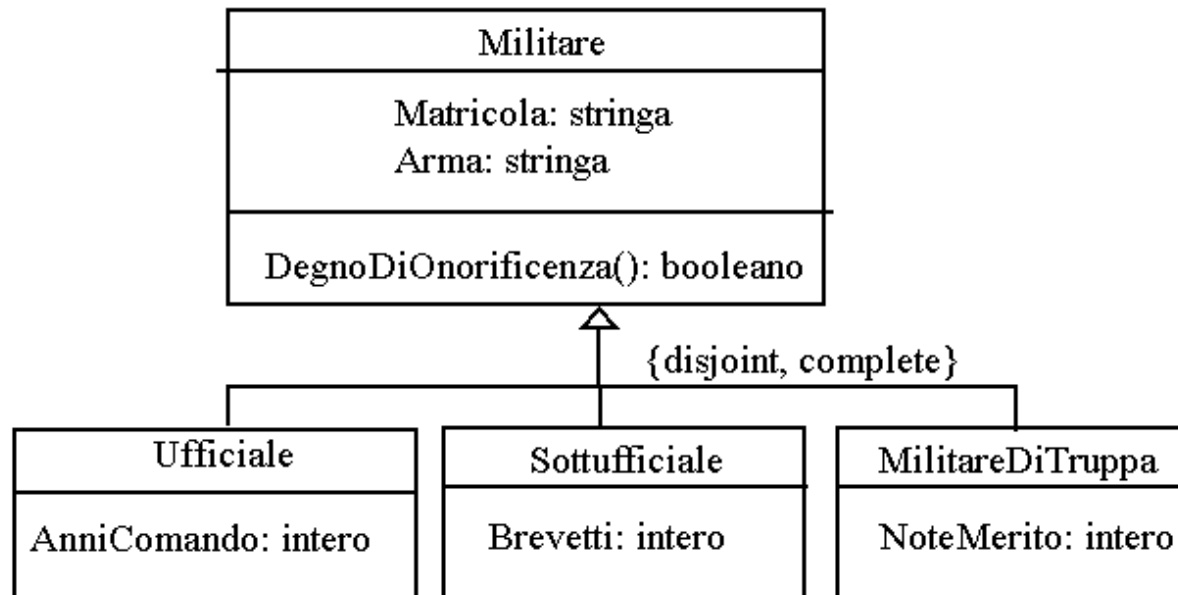 Militare
Matricola: stringa
Arma: stringa
DegnoDiOnorificenza(): booleano
{disjoint, complete}
Ufficiale
AnniComando: intero
Sottufficiale
Brevetti: intero
MilitareDiTruppa
NoteMerito: intero